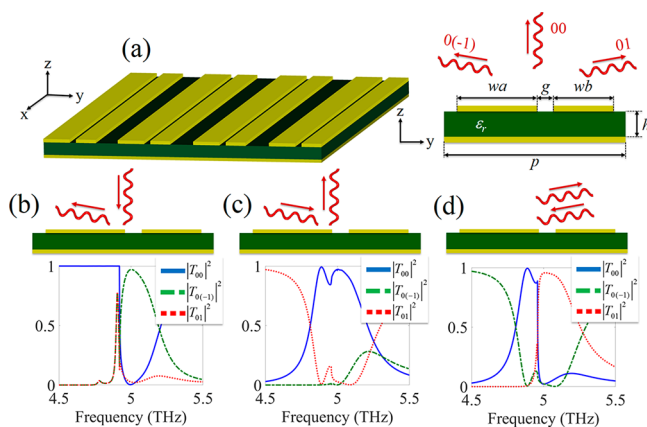 (a)
z
y
x
z
y
0(-1)
00
01
wa
g
wb
εr
h
p
(b)
(c)
(d)
|T00|²
|T0(−1)|²
|T01|²
|T00|²
|T0(−1)|²
|T01|²
|T00|²
|T0(−1)|²
|T01|²
1
0.5
0
4.5 5 5.5
Frequency (THz)
1
0.5
0
4.5 5 5.5
Frequency (THz)
1
0.5
0
4.5 5 5.5
Frequency (THz)